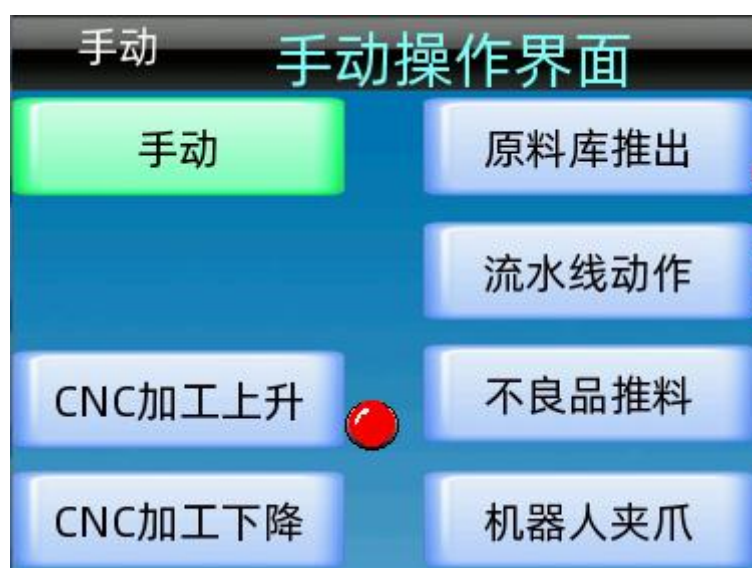 手动
手动操作界面
手动
原料库推出
流水线动作
CNC加工上升
不良品推料
CNC加工下降
机器人夹爪